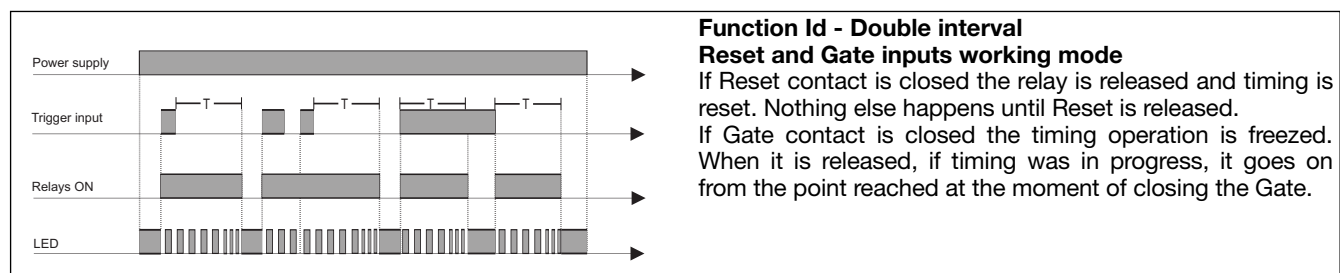 Function Id - Double interval
Reset and Gate inputs working mode
If Reset contact is closed the relay is released and timing is
reset. Nothing else happens until Reset is released.
If Gate contact is closed the timing operation is freezed.
When it is released, if timing was in progress, it goes on
from the point reached at the moment of closing the Gate.
Power supply
T T T T
Trigger input
Relays ON
LED